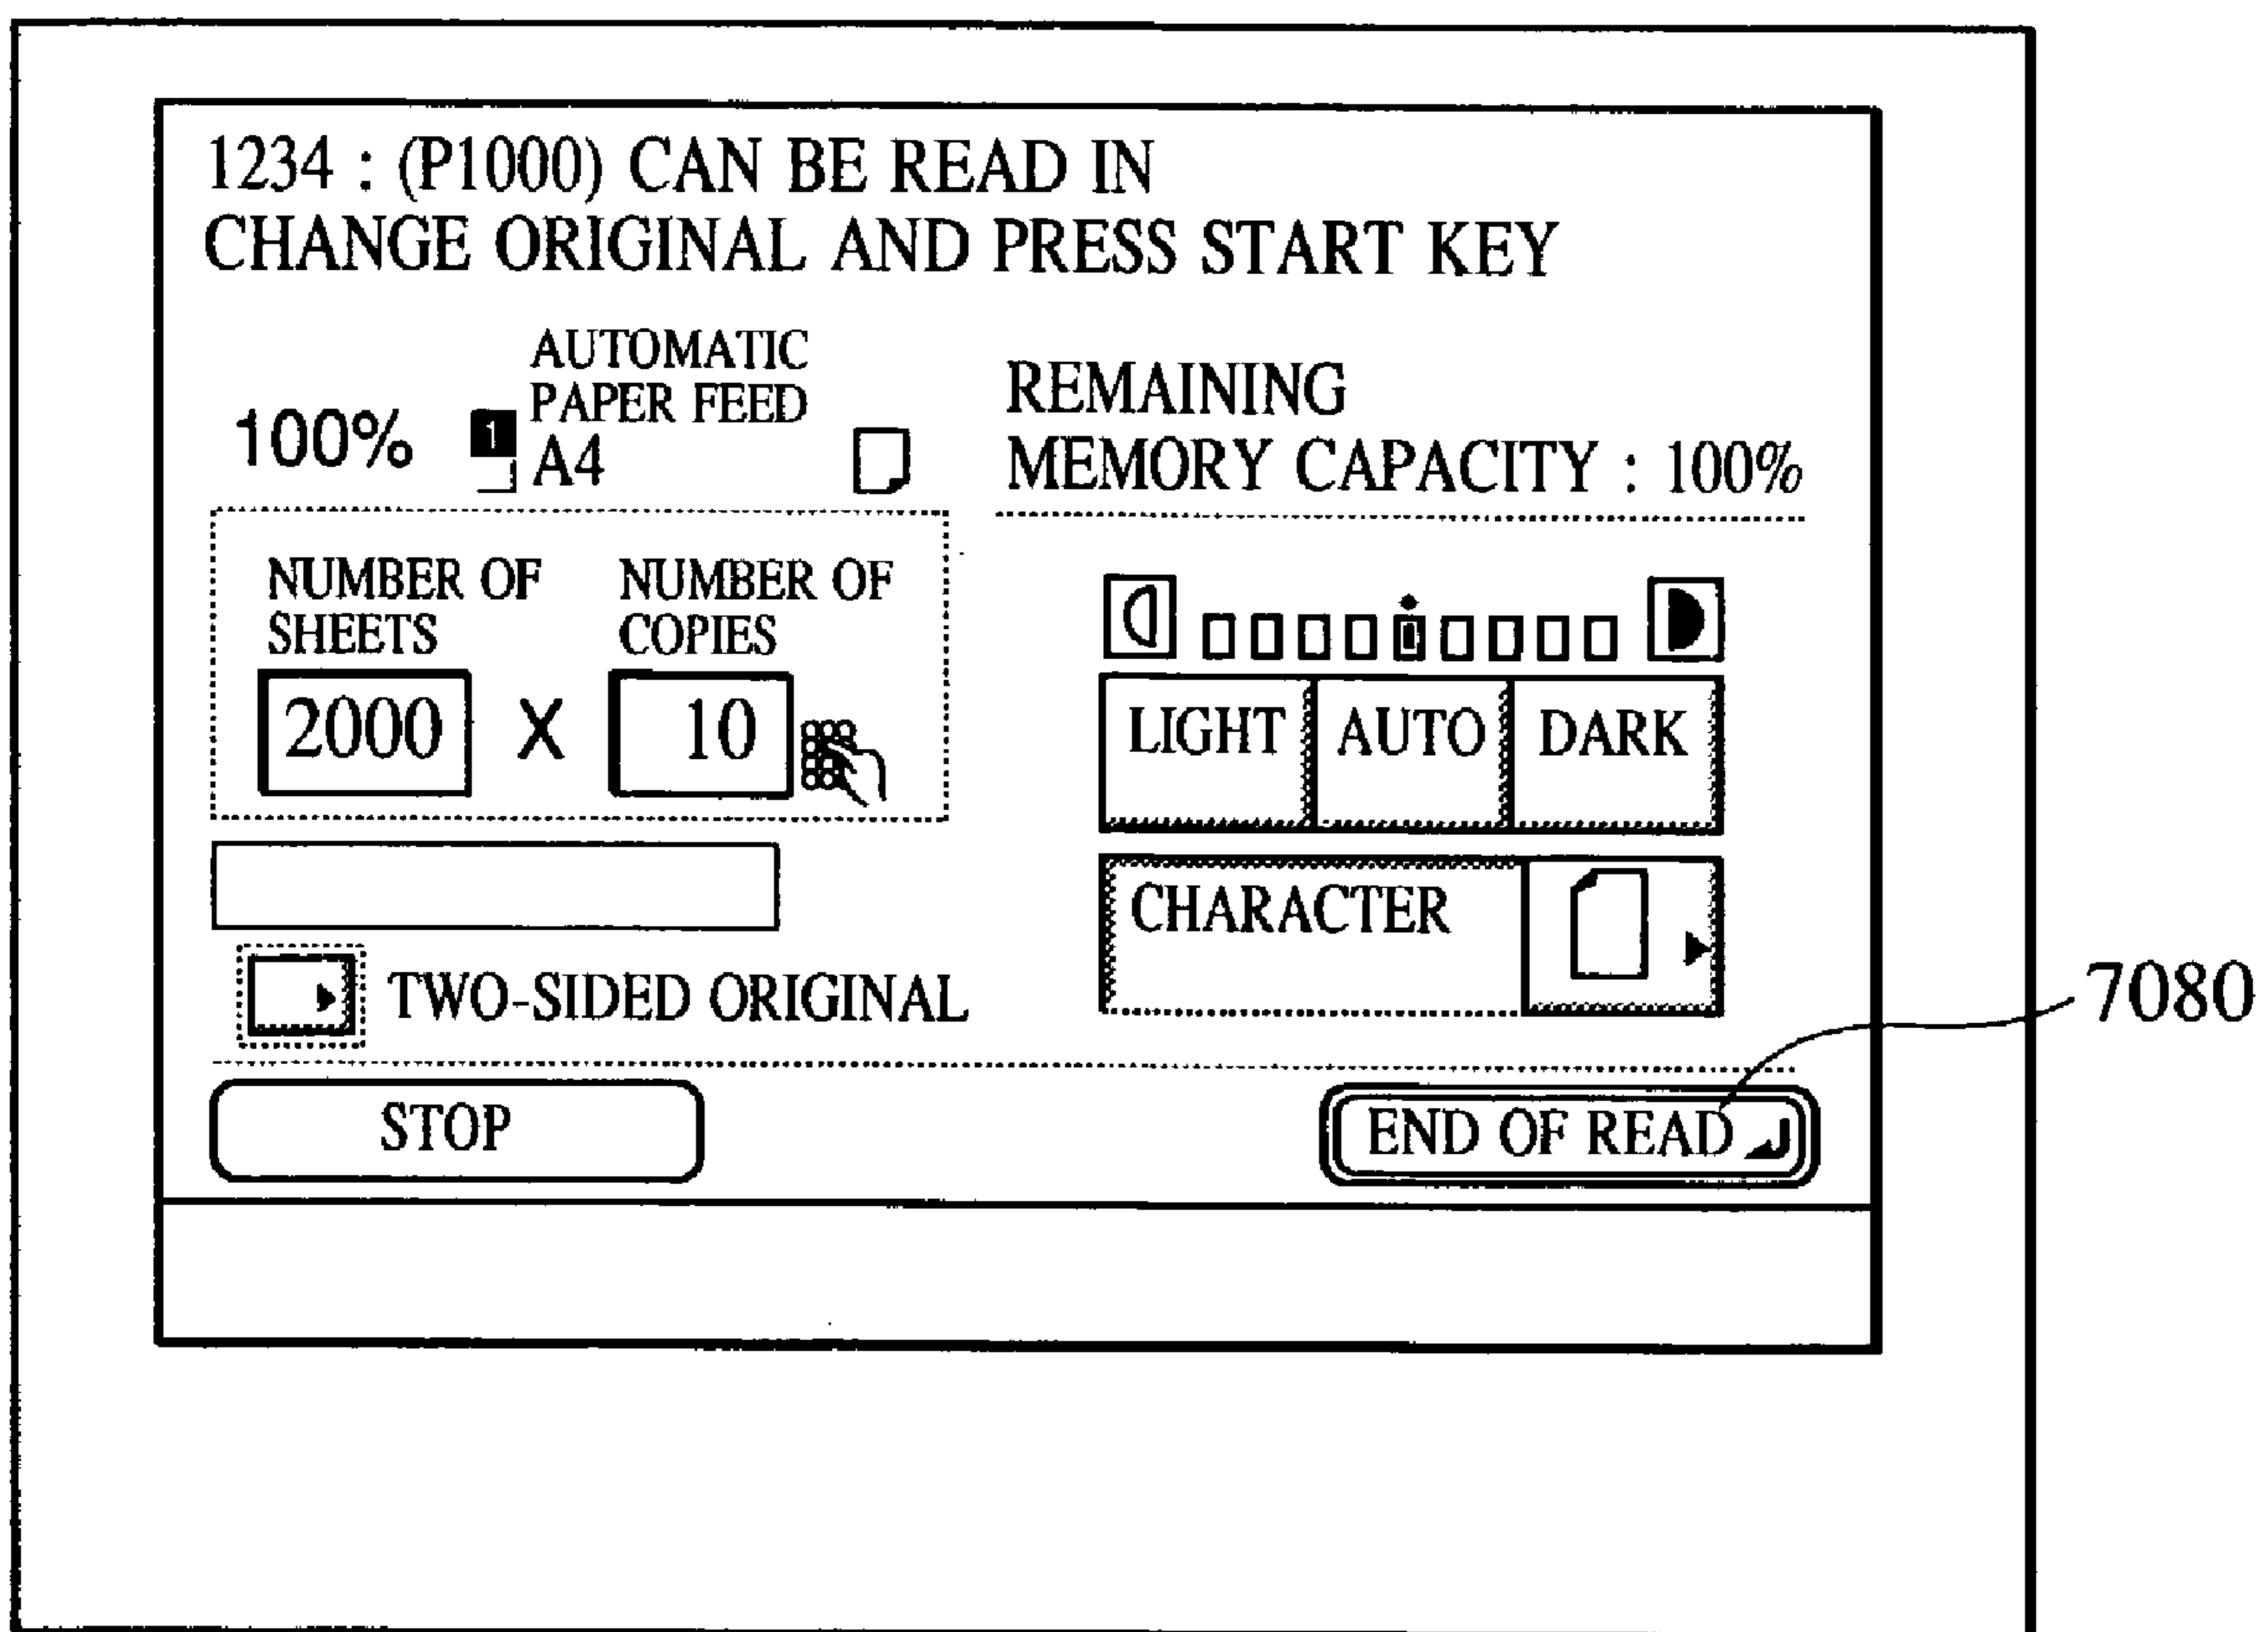 1234 : (P1000) CAN BE READ IN
CHANGE ORIGINAL AND PRESS START KEY
100%
1
AUTOMATIC
PAPER FEED
A4
REMAINING
MEMORY CAPACITY : 100%
NUMBER OF
SHEETS
NUMBER OF
COPIES
2000 X 10
LIGHT AUTO DARK
CHARACTER
TWO-SIDED ORIGINAL
7080
STOP
END OF READ